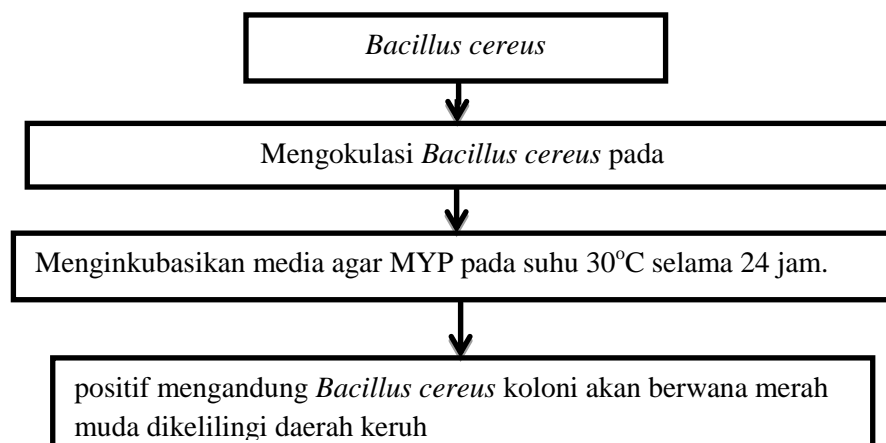 Bacillus cereus
Mengokulasi Bacillus cereus pada
Menginkubasikan media agar MYP pada suhu 30°C selama 24 jam.
positif mengandung Bacillus cereus koloni akan berwana merah
muda dikelilingi daerah keruh